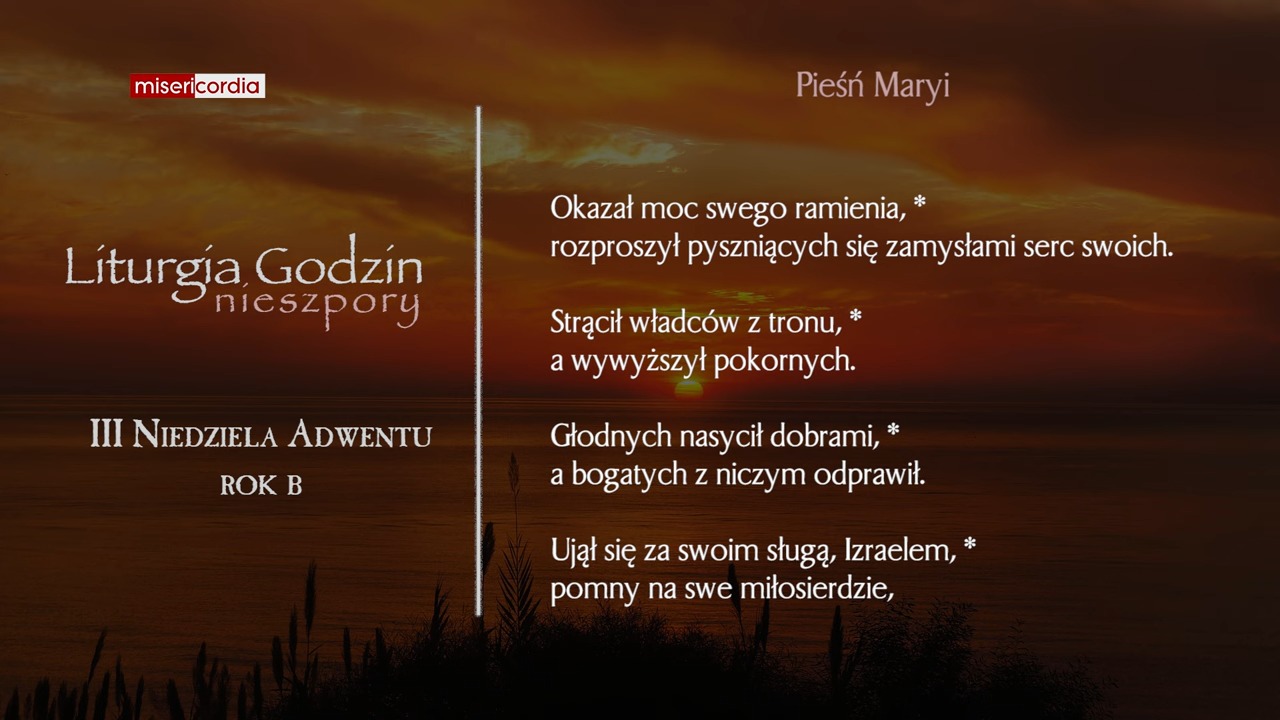 misericordia
Liturgia Godzin
nieszpory
III Niedziela Adwentu
rok B
Pieśń Maryi
Okazał moc swego ramienia, *
rozproszył pyszniących się zamysłami serc swoich.
Strącił władców z tronu, *
a wywyższył pokornych.
Głodnych nasycił dobrami, *
a bogatych z niczym odprawił.
Ujął się za swoim sługą, Izraelem, *
pomny na swe miłosierdzie,